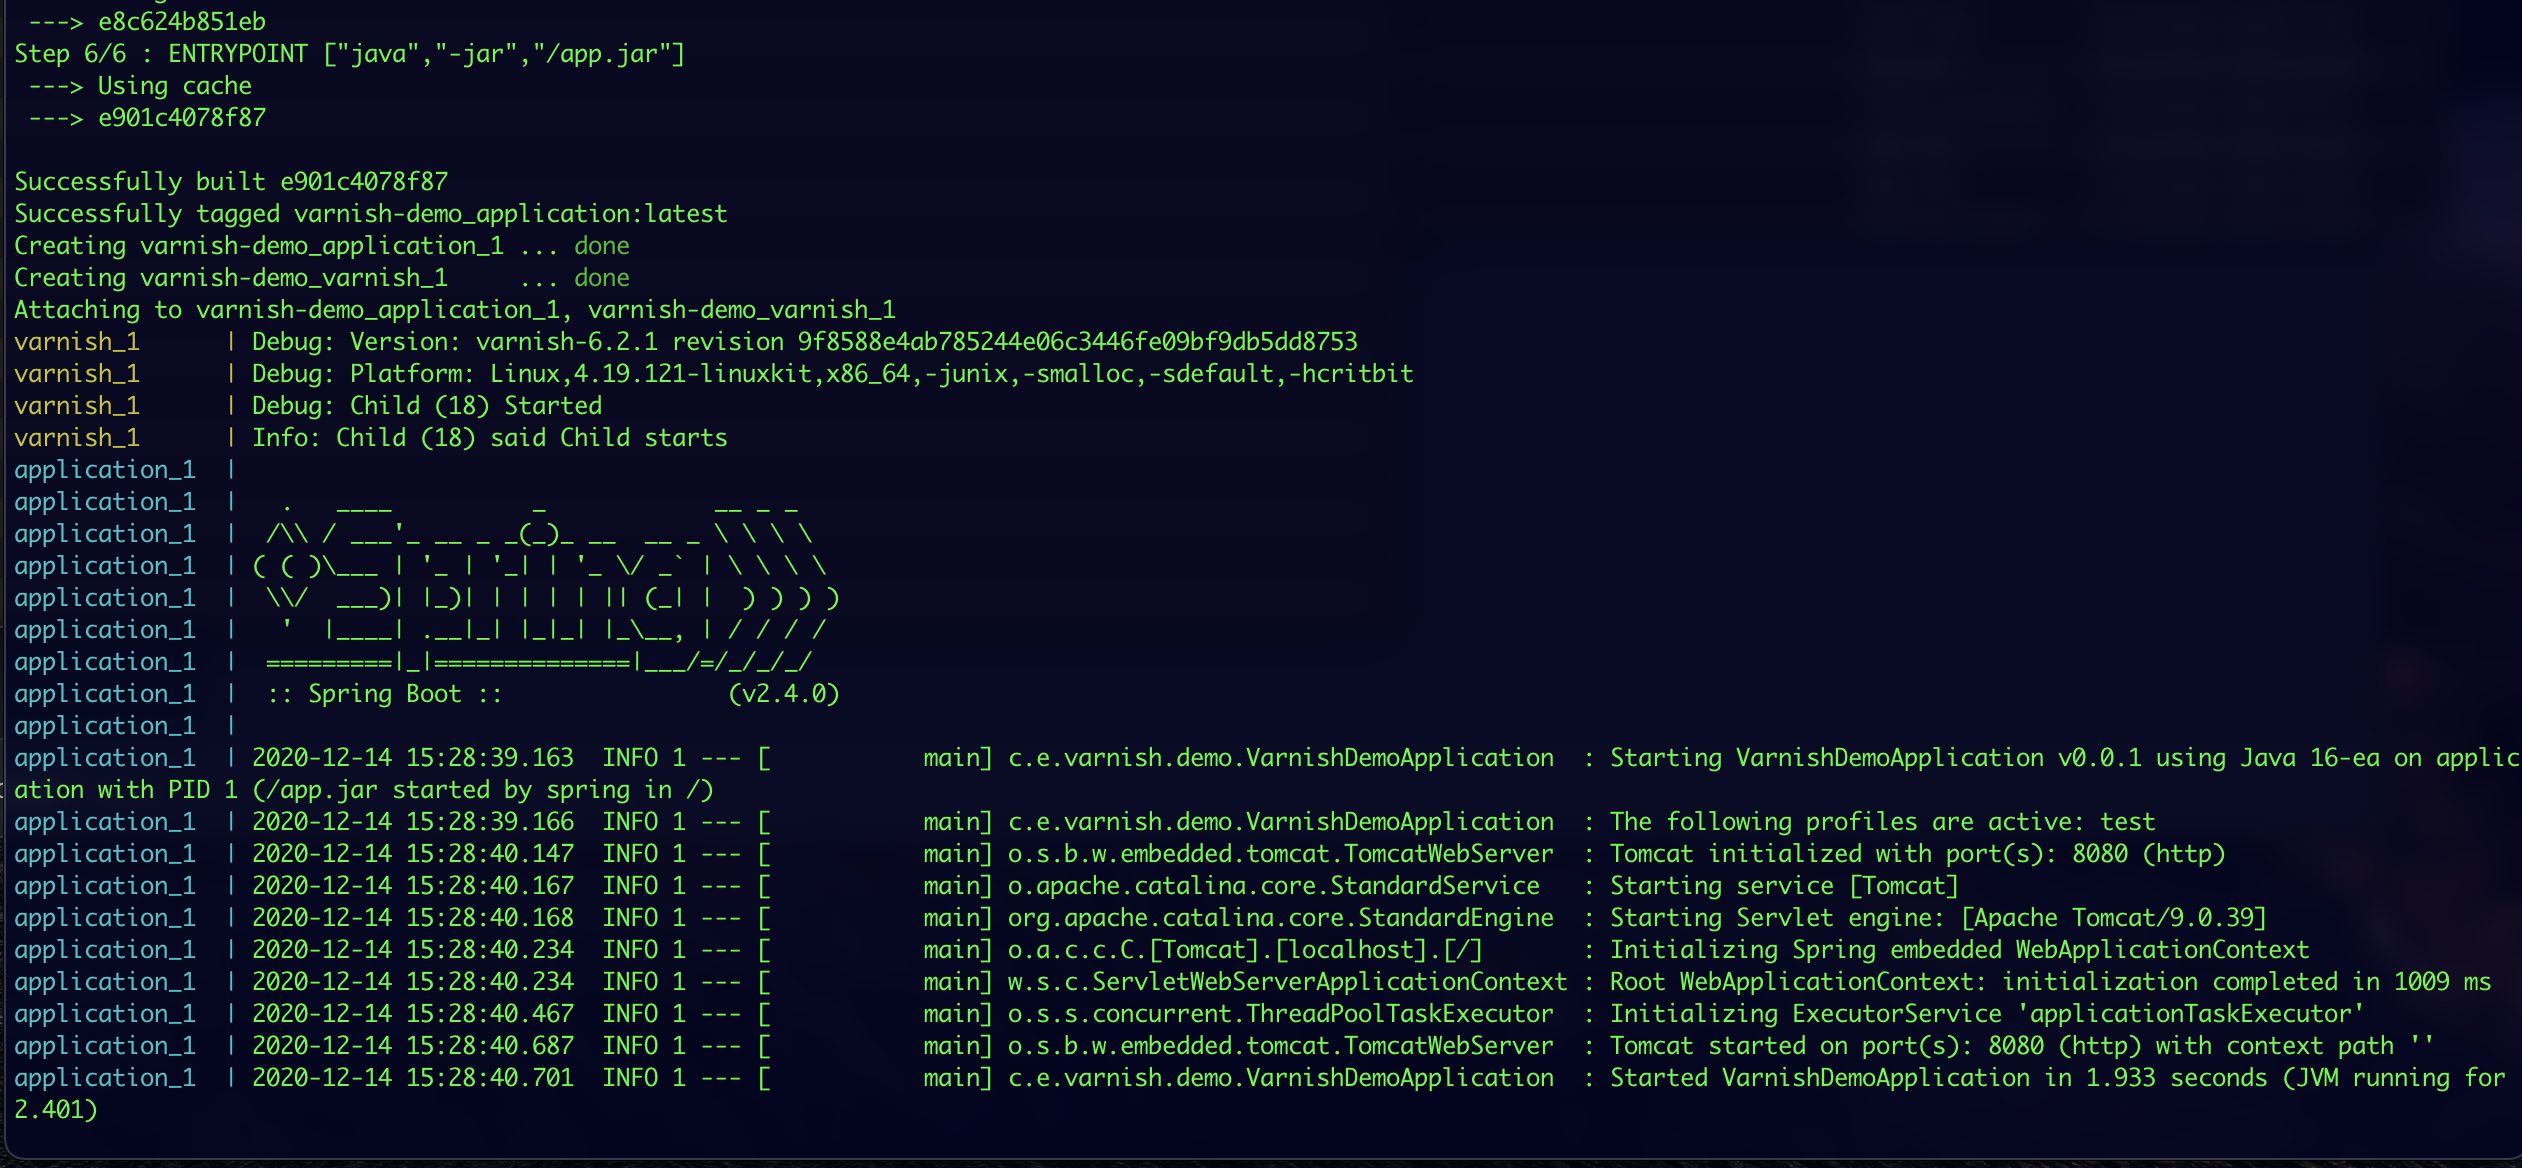 ---> e8c624b851eb
Step 6/6 : ENTRYPOINT ["java","-jar","/app.jar"]
 ---> Using cache
 ---> e901c4078f87

Successfully built e901c4078f87
Successfully tagged varnish-demo_application:latest
Creating varnish-demo_application_1 ... done
Creating varnish-demo_varnish_1     ... done
Attaching to varnish-demo_application_1, varnish-demo_varnish_1
varnish_1      | Debug: Version: varnish-6.2.1 revision 9f8588e4ab785244e06c3446fe09bf9db5dd8753
varnish_1      | Debug: Platform: Linux,4.19.121-linuxkit,x86_64,-junix,-smalloc,-sdefault,-hcritbit
varnish_1      | Debug: Child (18) Started
varnish_1      | Info: Child (18) said Child starts
application_1  |
application_1  |   .   ____          _            __ _ _
application_1  |  /\\ / ___'_ __ _ _(_)_ __  __ _ \ \ \ \
application_1  | ( ( )\___ | '_ | '_| | '_ \/ _` | \ \ \ \
application_1  |  \\/  ___)| |_)| | | | | || (_| |  ) ) ) )
application_1  |   '  |____| .__|_| |_|_| |_\__, | / / / /
application_1  |  =========|_|==============|___/=/_/_/_/
application_1  |  :: Spring Boot ::                (v2.4.0)
application_1  |
application_1  | 2020-12-14 15:28:39.163  INFO 1 --- [           main] c.e.varnish.demo.VarnishDemoApplication  : Starting VarnishDemoApplication v0.0.1 using Java 16-ea on applic
ation with PID 1 (/app.jar started by spring in /)
application_1  | 2020-12-14 15:28:39.166  INFO 1 --- [           main] c.e.varnish.demo.VarnishDemoApplication  : The following profiles are active: test
application_1  | 2020-12-14 15:28:40.147  INFO 1 --- [           main] o.s.b.w.embedded.tomcat.TomcatWebServer  : Tomcat initialized with port(s): 8080 (http)
application_1  | 2020-12-14 15:28:40.167  INFO 1 --- [           main] o.apache.catalina.core.StandardService   : Starting service [Tomcat]
application_1  | 2020-12-14 15:28:40.168  INFO 1 --- [           main] org.apache.catalina.core.StandardEngine  : Starting Servlet engine: [Apache Tomcat/9.0.39]
application_1  | 2020-12-14 15:28:40.234  INFO 1 --- [           main] o.a.c.c.C.[Tomcat].[localhost].[/]       : Initializing Spring embedded WebApplicationContext
application_1  | 2020-12-14 15:28:40.234  INFO 1 --- [           main] w.s.c.ServletWebServerApplicationContext : Root WebApplicationContext: initialization completed in 1009 ms
application_1  | 2020-12-14 15:28:40.467  INFO 1 --- [           main] o.s.s.concurrent.ThreadPoolTaskExecutor  : Initializing ExecutorService 'applicationTaskExecutor'
application_1  | 2020-12-14 15:28:40.687  INFO 1 --- [           main] o.s.b.w.embedded.tomcat.TomcatWebServer  : Tomcat started on port(s): 8080 (http) with context path ''
application_1  | 2020-12-14 15:28:40.701  INFO 1 --- [           main] c.e.varnish.demo.VarnishDemoApplication  : Started VarnishDemoApplication in 1.933 seconds (JVM running for
2.401)